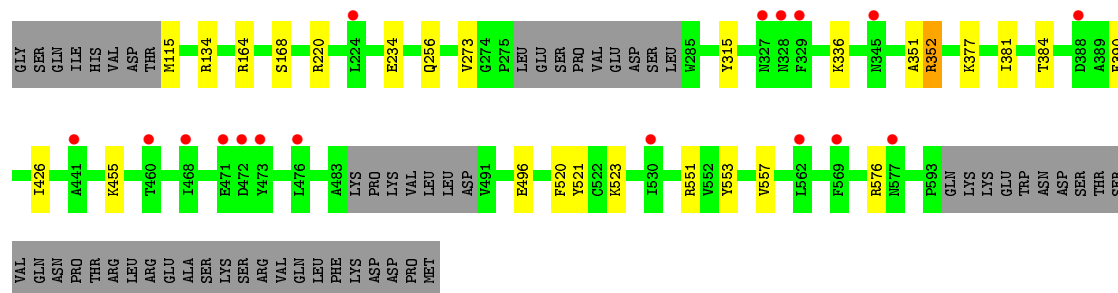 GLY SER GLN ILE HIS VAL ASP THR M115 R134 R164 S168 R220 L224 E234 Q256 V273 G274 P275 LEU GLU SER PRO VAL GLU ASP SER LEU W285 Y315 N327 N328 F329 K336 N345 A351 R352 K377 I381 T384 D388 A389
I426 K455 A441 T460 I468 E471 D472 Y473 L476 A483 LYS PRO LYS VAL LEU LEU ASP V491 E496 F520 Y521 C522 K523 I530 R551 V552 Y553 V557 L562 F569 R576 N577 P593 GLN LYS LYS GLU TRP ASN ASP ASP SER THR SER
VAL GLN ASN PRO THR ARG LEU ARG GLU ALA SER LYS SER ARG VAL GLN LEU PHE LYS ASP ASP PRO MET